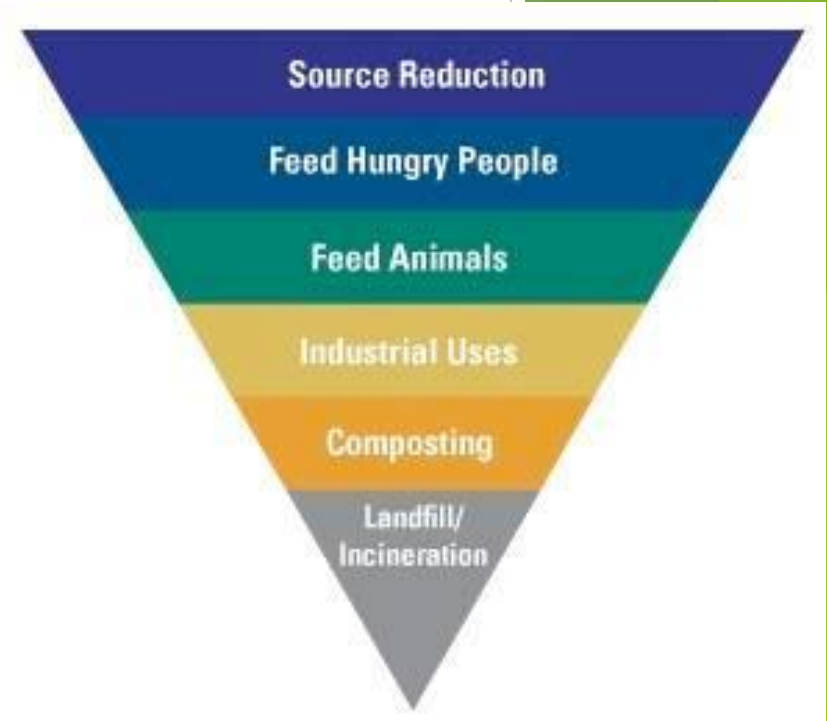 Source Reduction
Feed Hungry People
Feed Animals
Industrial Uses
Composting
Landfill/
Incineration